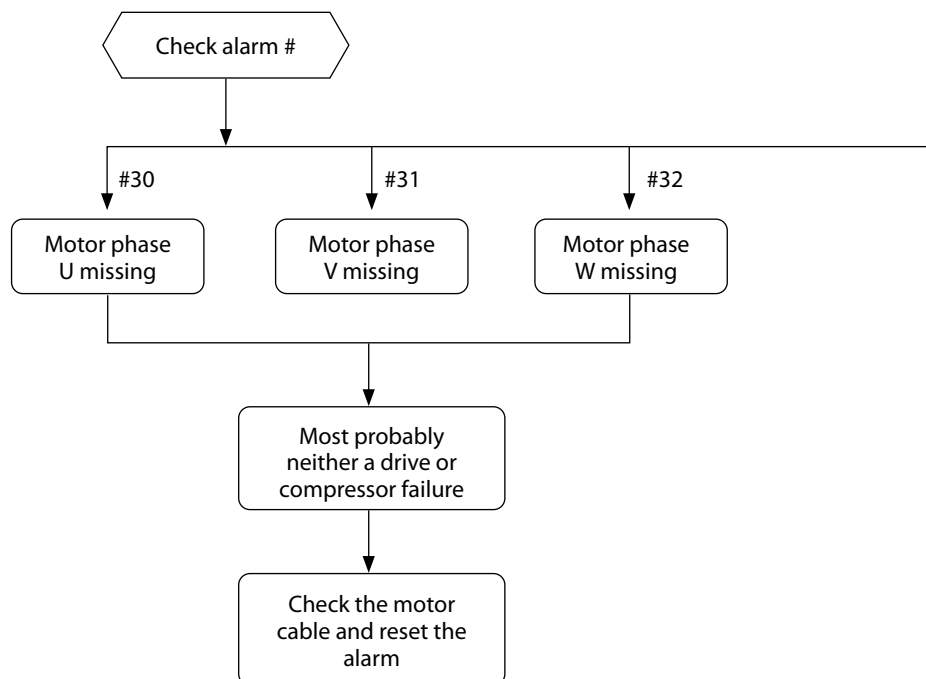 Check alarm #
#30
#31
#32
Motor phase
U missing
Motor phase
V missing
Motor phase
W missing
Most probably
neither a drive or
compressor failure
Check the motor
cable and reset the
alarm